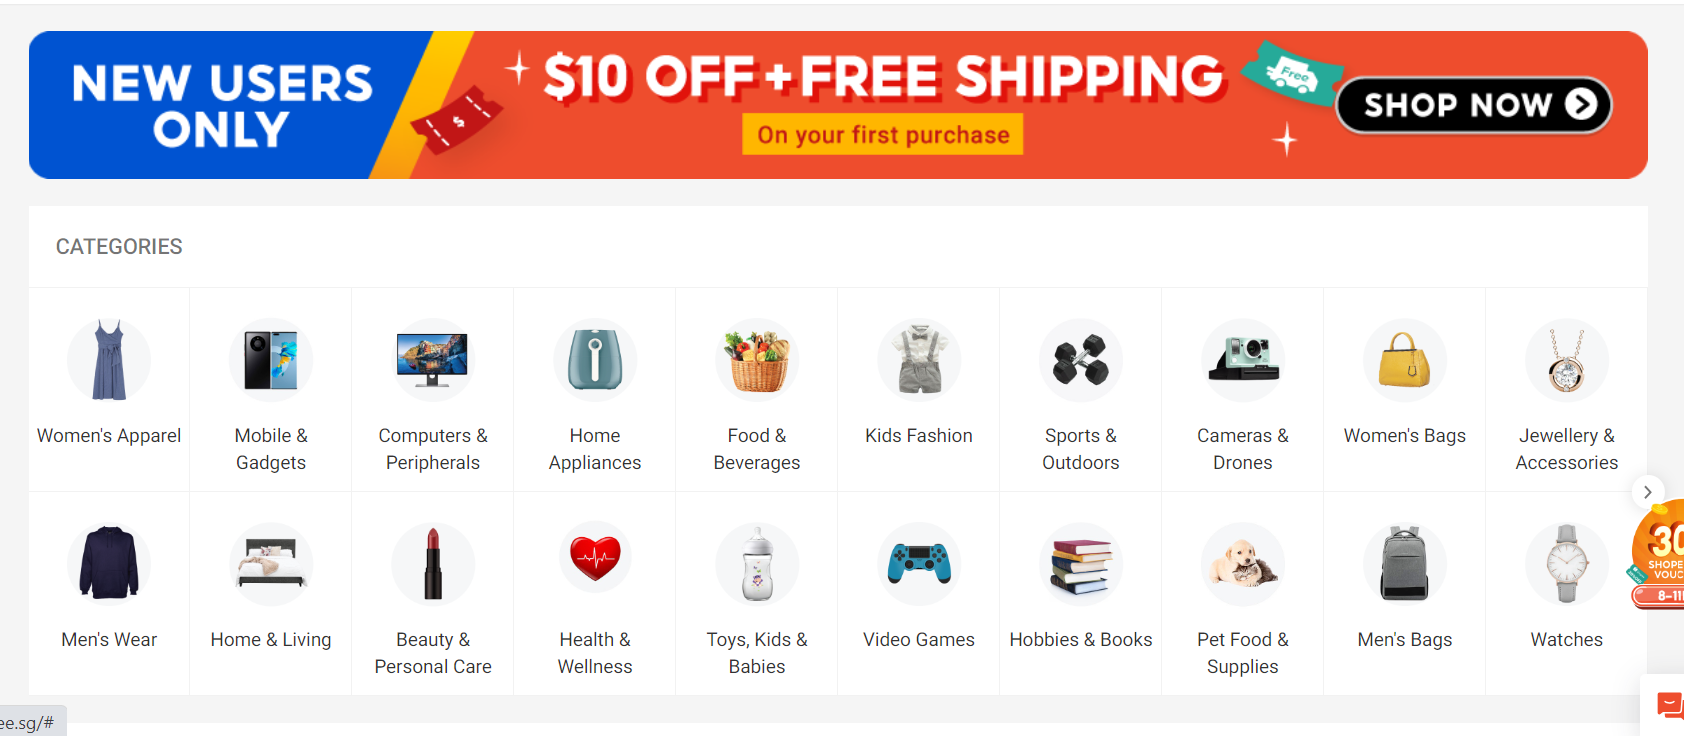 NEW USERS
ONLY
$
$10 OFF+FREE SHIPPING
On your first purchase
Free
SHOP NOW
CATEGORIES
Women's Apparel
Mobile &
Gadgets
Computers &
Peripherals
Home
Appliances
Food &
Beverages
Kids Fashion
Sports &
Outdoors
Cameras &
Drones
Women's Bags
Jewellery &
Accessories
Men's Wear
Home & Living
Beauty &
Personal Care
Health &
Wellness
Toys, Kids &
Babies
Video Games
Hobbies & Books
Pet Food &
Supplies
Men's Bags
Watches
30
SHOPE
VOUC
8-11
ee.sg/#